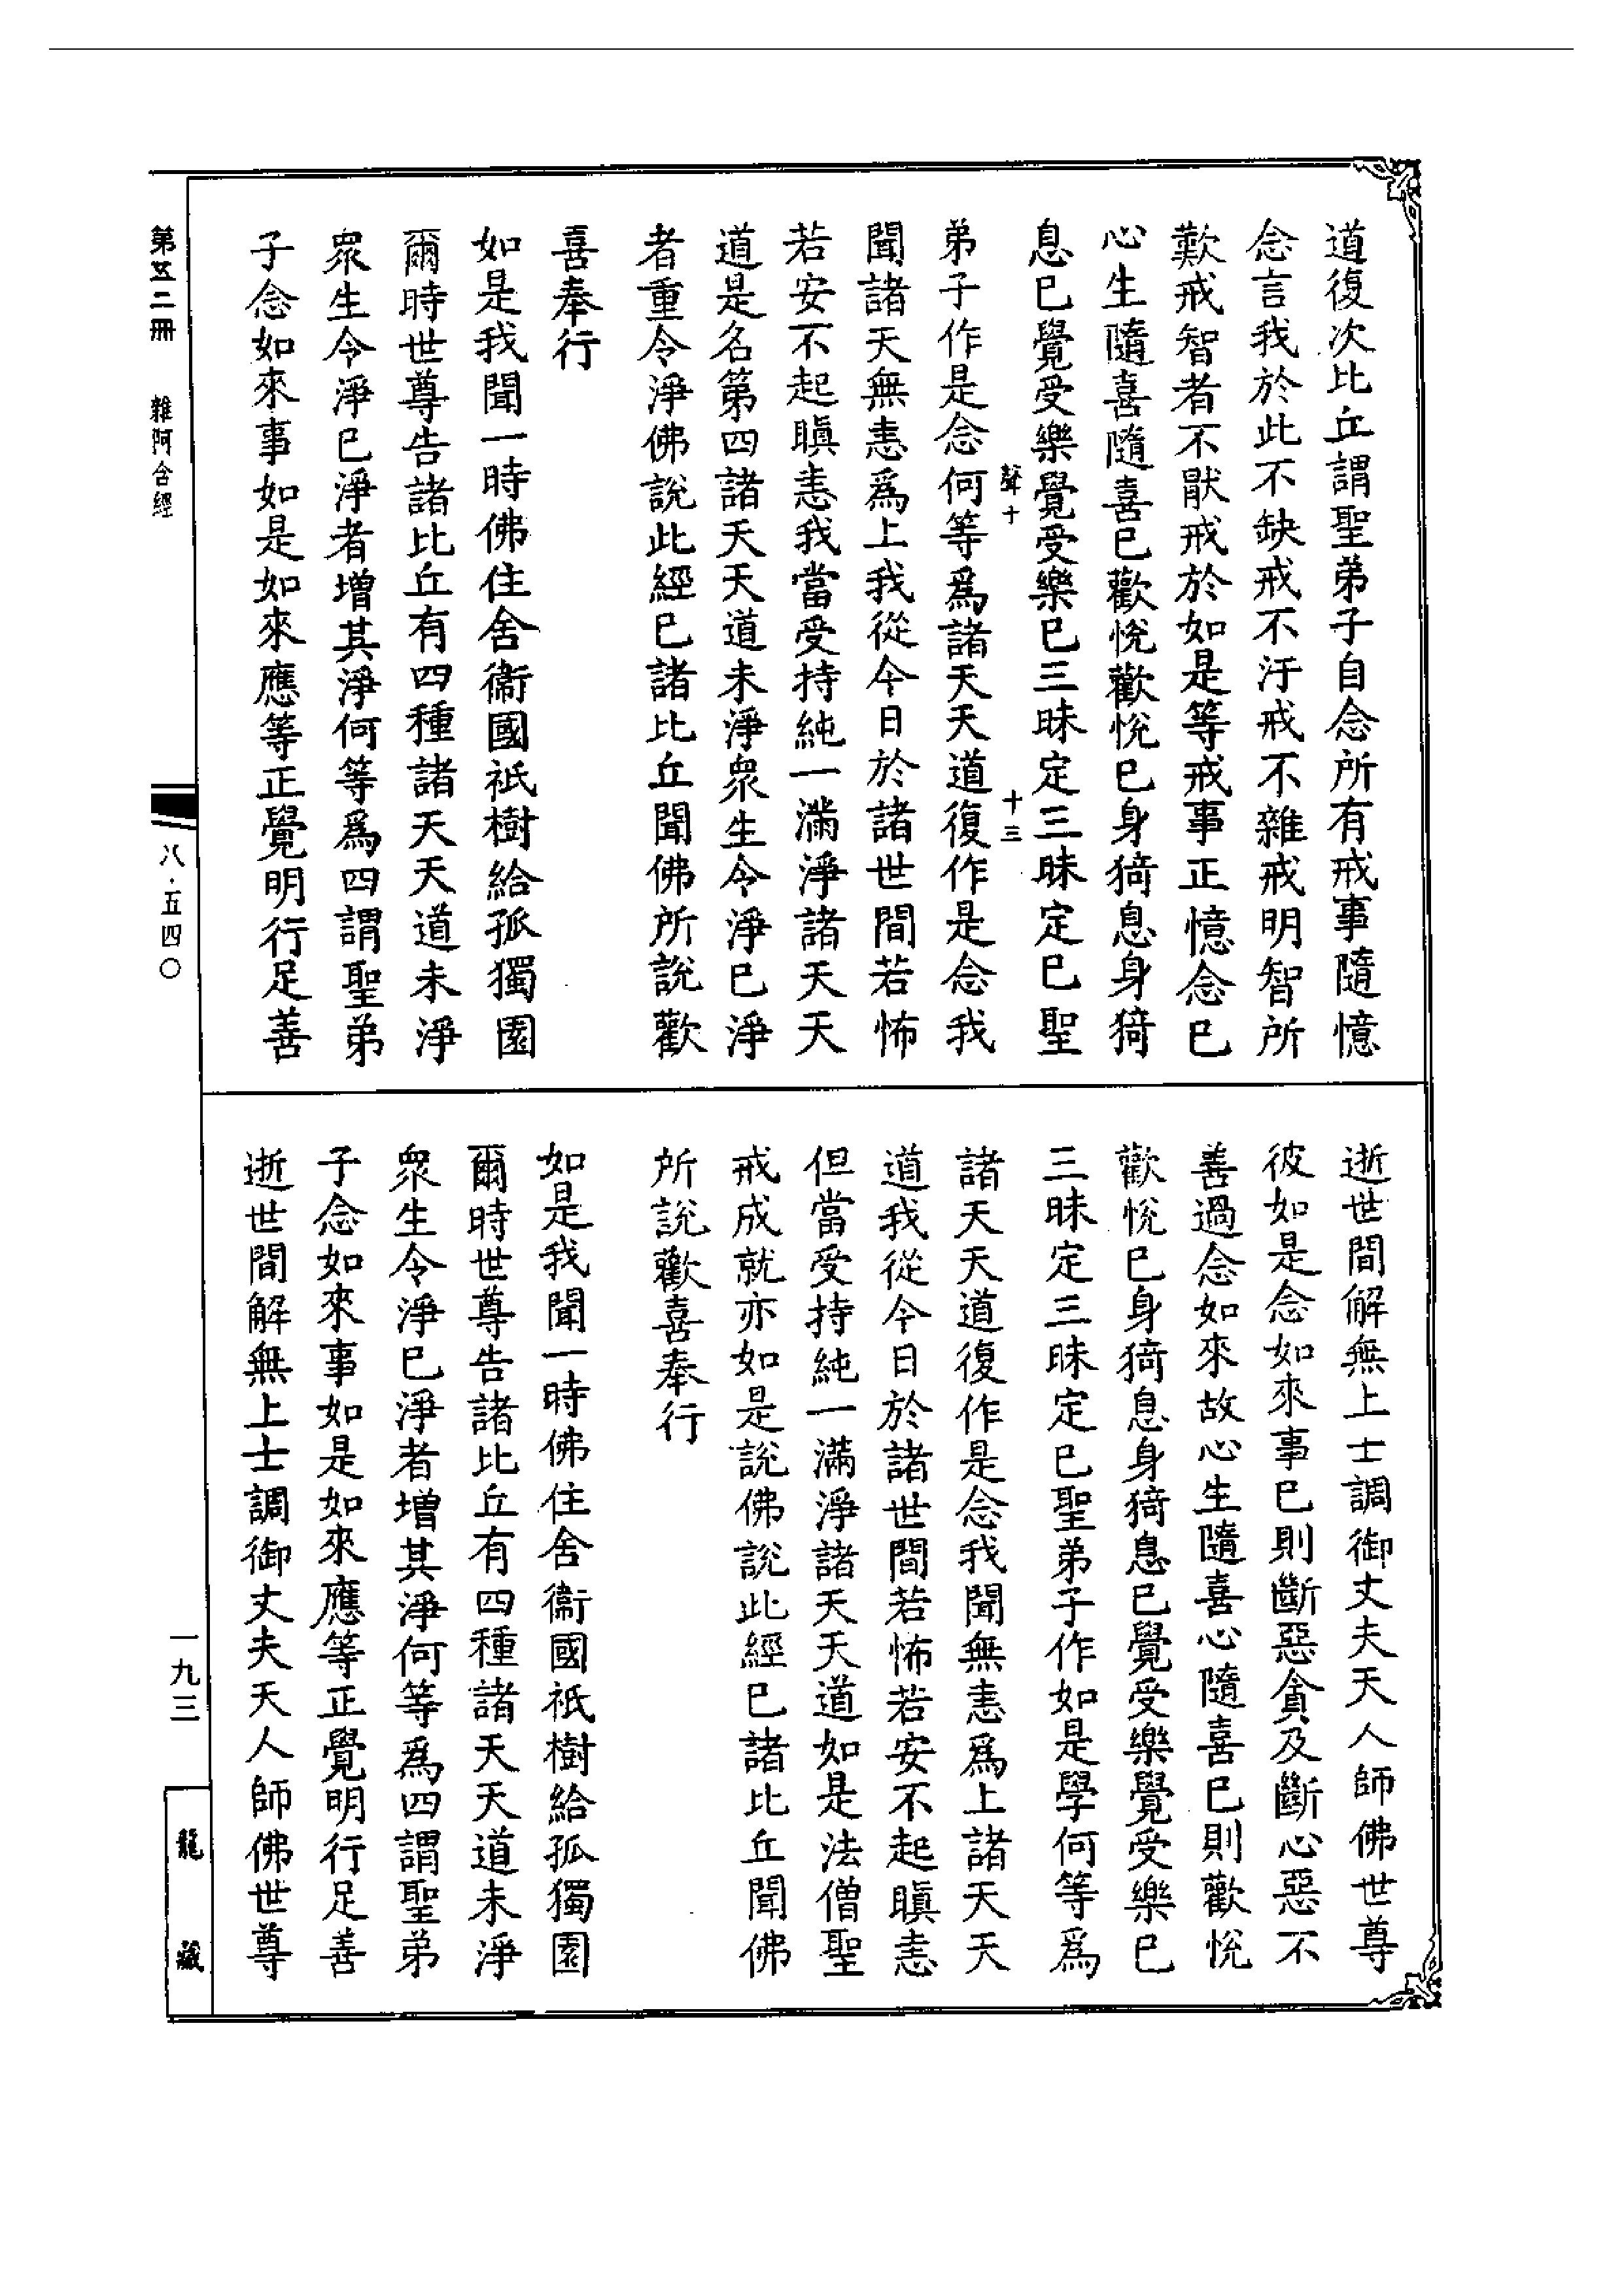 道復次比丘謂聖弟子自念所有戒事隨憶
念言我於此不缺戒不汙戒不雜戒明智所
歎戒智者不厭戒於如是等戒事正憶念已
心生隨喜隨喜已歡悅歡悅已身猗息身猗
息已覺受樂覺受樂已三昧定三昧定已聖
聲十 十三
弟子作是念何等爲諸天天道復作是念我
聞諸天無恚爲上我從今日於諸世間若怖
若安不起瞋恚我當受持純一滿淨諸天天
道是名第四諸天天道未淨衆生令淨已淨
者重令淨佛說此經已諸比丘聞佛所說歡
喜奉行
如是我聞一時佛住舍衞國祇樹給孤獨園
爾時世尊告諸比丘有四種諸天天道未淨
衆生令淨已淨者增其淨何等爲四謂聖弟
子念如來事如是如來應等正覺明行足善
逝世間解無上士調御丈夫天人師佛世尊
彼如是念如來事已則斷惡貪及斷心惡不
善過念如來故心生隨喜心隨喜已則歡悅
歡悅已身猗息身猗息已覺受樂覺受樂已
三昧定三昧定已聖弟子作如是學何等爲
諸天天道復作是念我聞無恚爲上諸天天
道我從今日於諸世間若怖若安不起瞋恚
但當受持純一滿淨諸天天道如是法僧聖
戒成就亦如是說佛說此經已諸比丘聞佛
所說歡喜奉行
如是我聞一時佛住舍衞國祇樹給孤獨園
爾時世尊告諸比丘有四種諸天天道未淨
衆生令淨已淨者增其淨何等爲四謂聖弟
子念如來事如是如來應等正覺明行足善
逝世間解無上士調御丈夫天人師佛世尊
第五二冊 雜阿含經
八·五四〇
一九三
龍藏